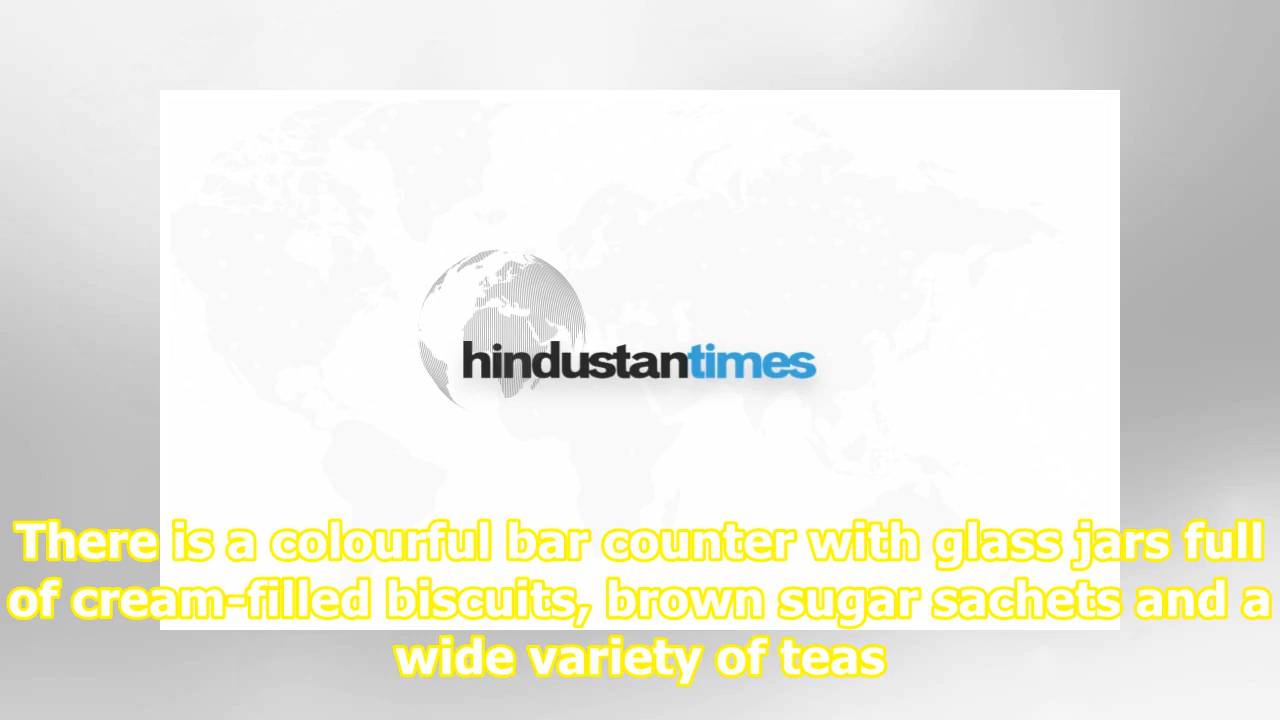 hindustantimes
There is a colourful bar counter with glass jars full
of cream-filled biscuits, brown sugar sachets and a
wide variety of teas